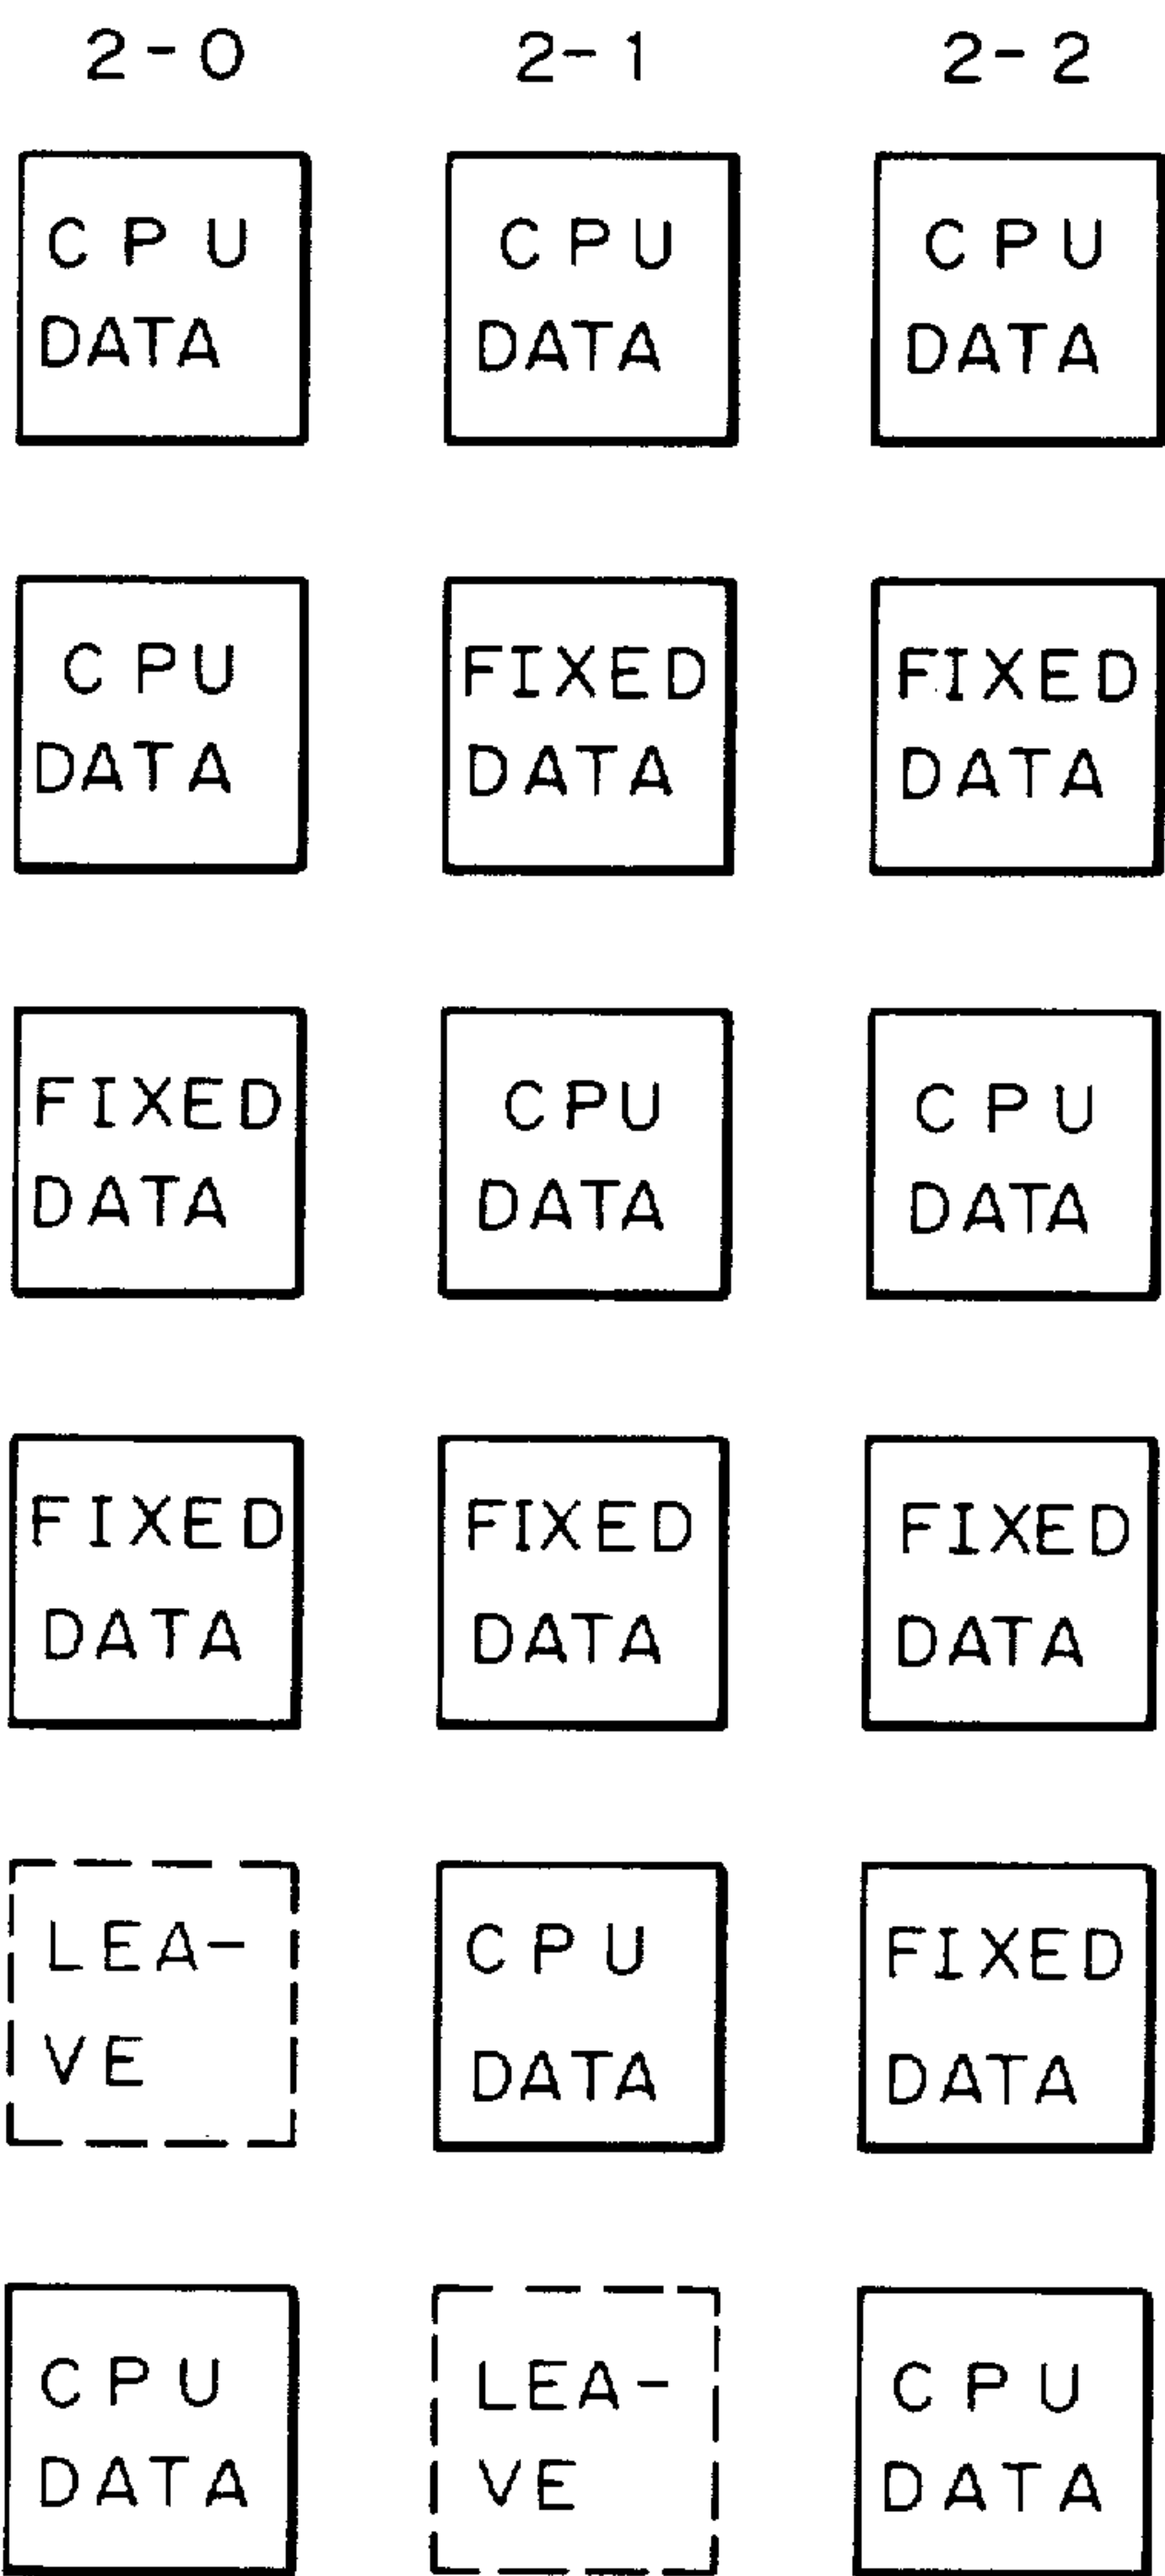 2-0 2-1 2-2
CPU CPU CPU
DATA DATA DATA
CPU FIXED FIXED
DATA DATA DATA
FIXED CPU CPU
DATA DATA DATA
FIXED FIXED FIXED
DATA DATA DATA
LEA- CPU FIXED
VE DATA DATA
CPU LEA- CPU
DATA VE DATA